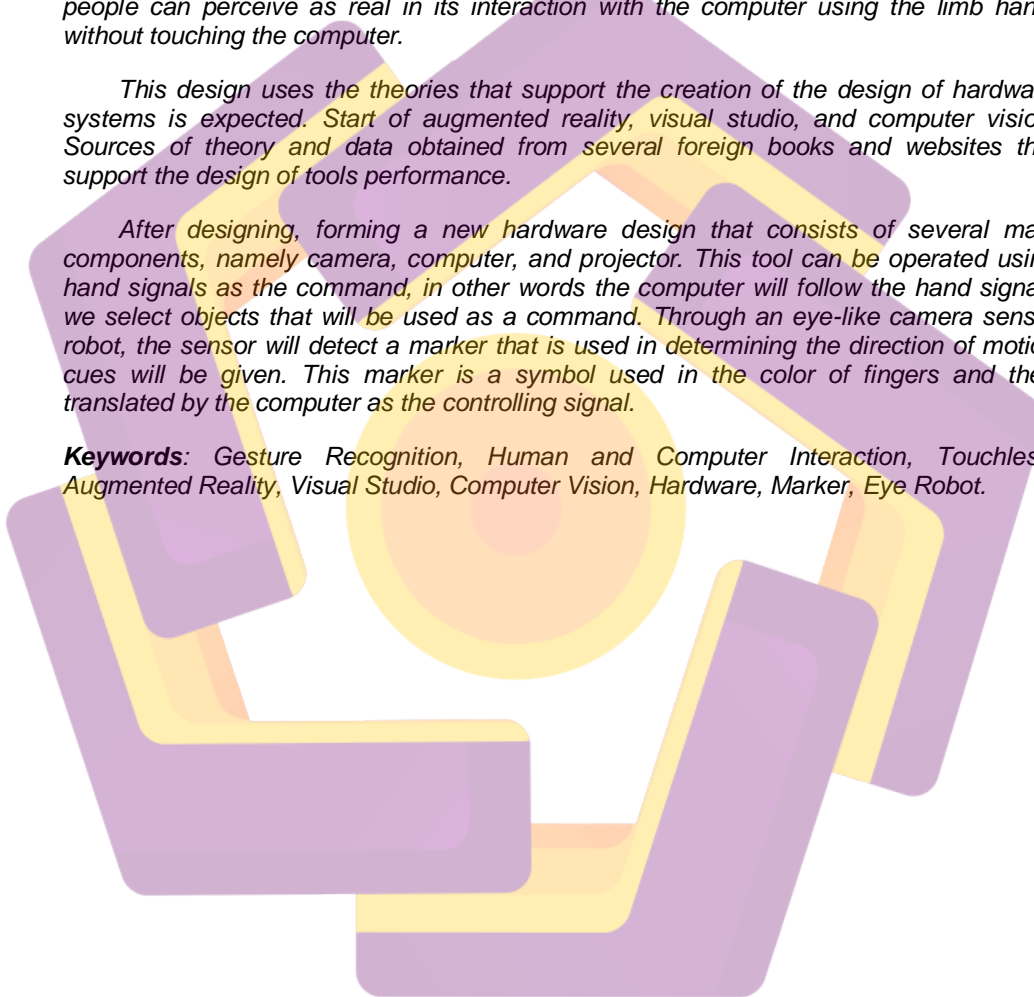 people can perceive as real in its interaction with the computer using the limb han
without touching the computer.
This design uses the theories that support the creation of the design of hardwa
systems is expected. Start of augmented reality, visual studio, and computer visio
Sources of theory and data obtained from several foreign books and websites th
support the design of tools performance.
After designing, forming a new hardware design that consists of several ma
components, namely camera, computer, and projector. This tool can be operated usin
hand signals as the command, in other words the computer will follow the hand signa
we select objects that will be used as a command. Through an eye-like camera sens
robot, the sensor will detect a marker that is used in determining the direction of motio
cues will be given. This marker is a symbol used in the color of fingers and the
translated by the computer as the controlling signal.
Keywords: Gesture Recognition, Human and Computer Interaction, Touchles
Augmented Reality, Visual Studio, Computer Vision, Hardware, Marker, Eye Robot.